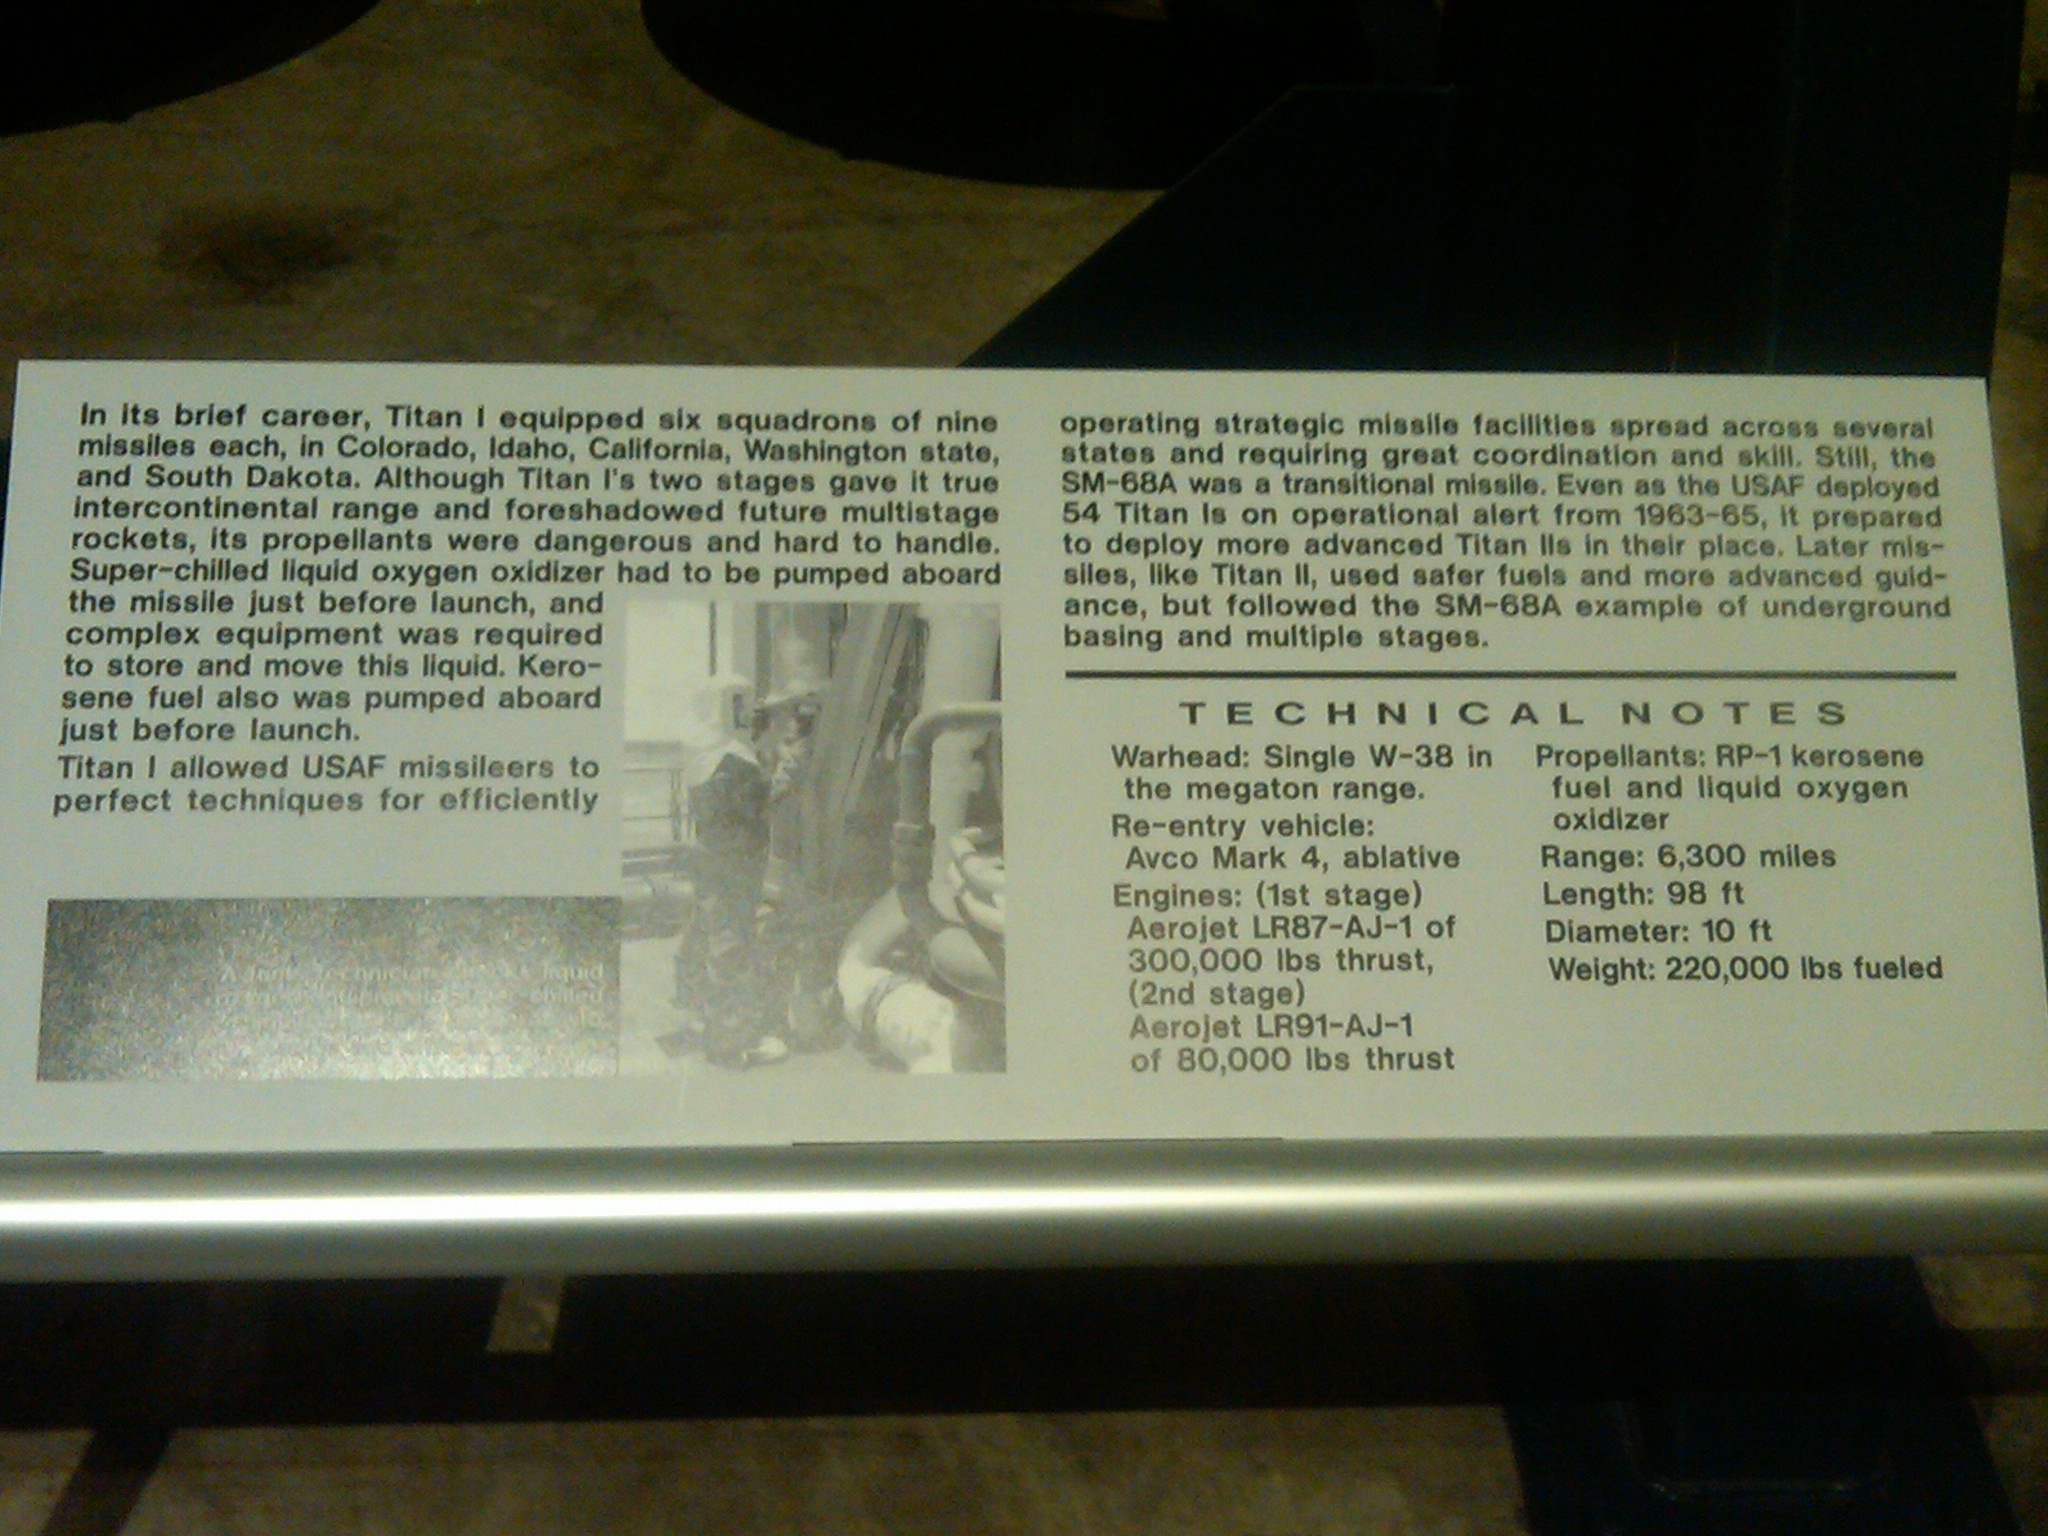 In its brief career, Titan I equipped six squadrons of nine
missiles each, in Colorado, Idaho, California, Washington state,
and South Dakota. Although Titan I's two stages gave it true
intercontinental range and foreshadowed future multistage
rockets, its propellants were dangerous and hard to handle.
Super-chilled liquid oxygen oxidizer had to be pumped aboard
the missile just before launch, and
complex equipment was required
to store and move this liquid. Kero-
sene fuel also was pumped aboard
just before launch.
Titan I allowed USAF missileers to
perfect techniques for efficiently
liquid
operating strategic missile facilities spread across several
states and requiring great coordination and skill. Still, the
SM-68A was a transitional missile. Even as the USAF deployed
54 Titan Is on operational alert from 1963-65, it prepared
to deploy more advanced Titan IIs in their place. Later mis-
siles, like Titan II, used safer fuels and more advanced guid-
ance, but followed the SM-68A example of underground
basing and multiple stages.
TECHNICAL NOTES
Warhead: Single W-38 in
the megaton range.
Re-entry vehicle:
Avco Mark 4, ablative
Engines: (1st stage)
Aerojet LR87-AJ-1 of
300,000 lbs thrust,
(2nd stage)
Aerojet LR91-AJ-1
of 80,000 lbs thrust
Propellants: RP-1 kerosene
fuel and liquid oxygen
oxidizer
Range: 6,300 miles
Length: 98 ft
Diameter: 10 ft
Weight: 220,000 lbs fueled